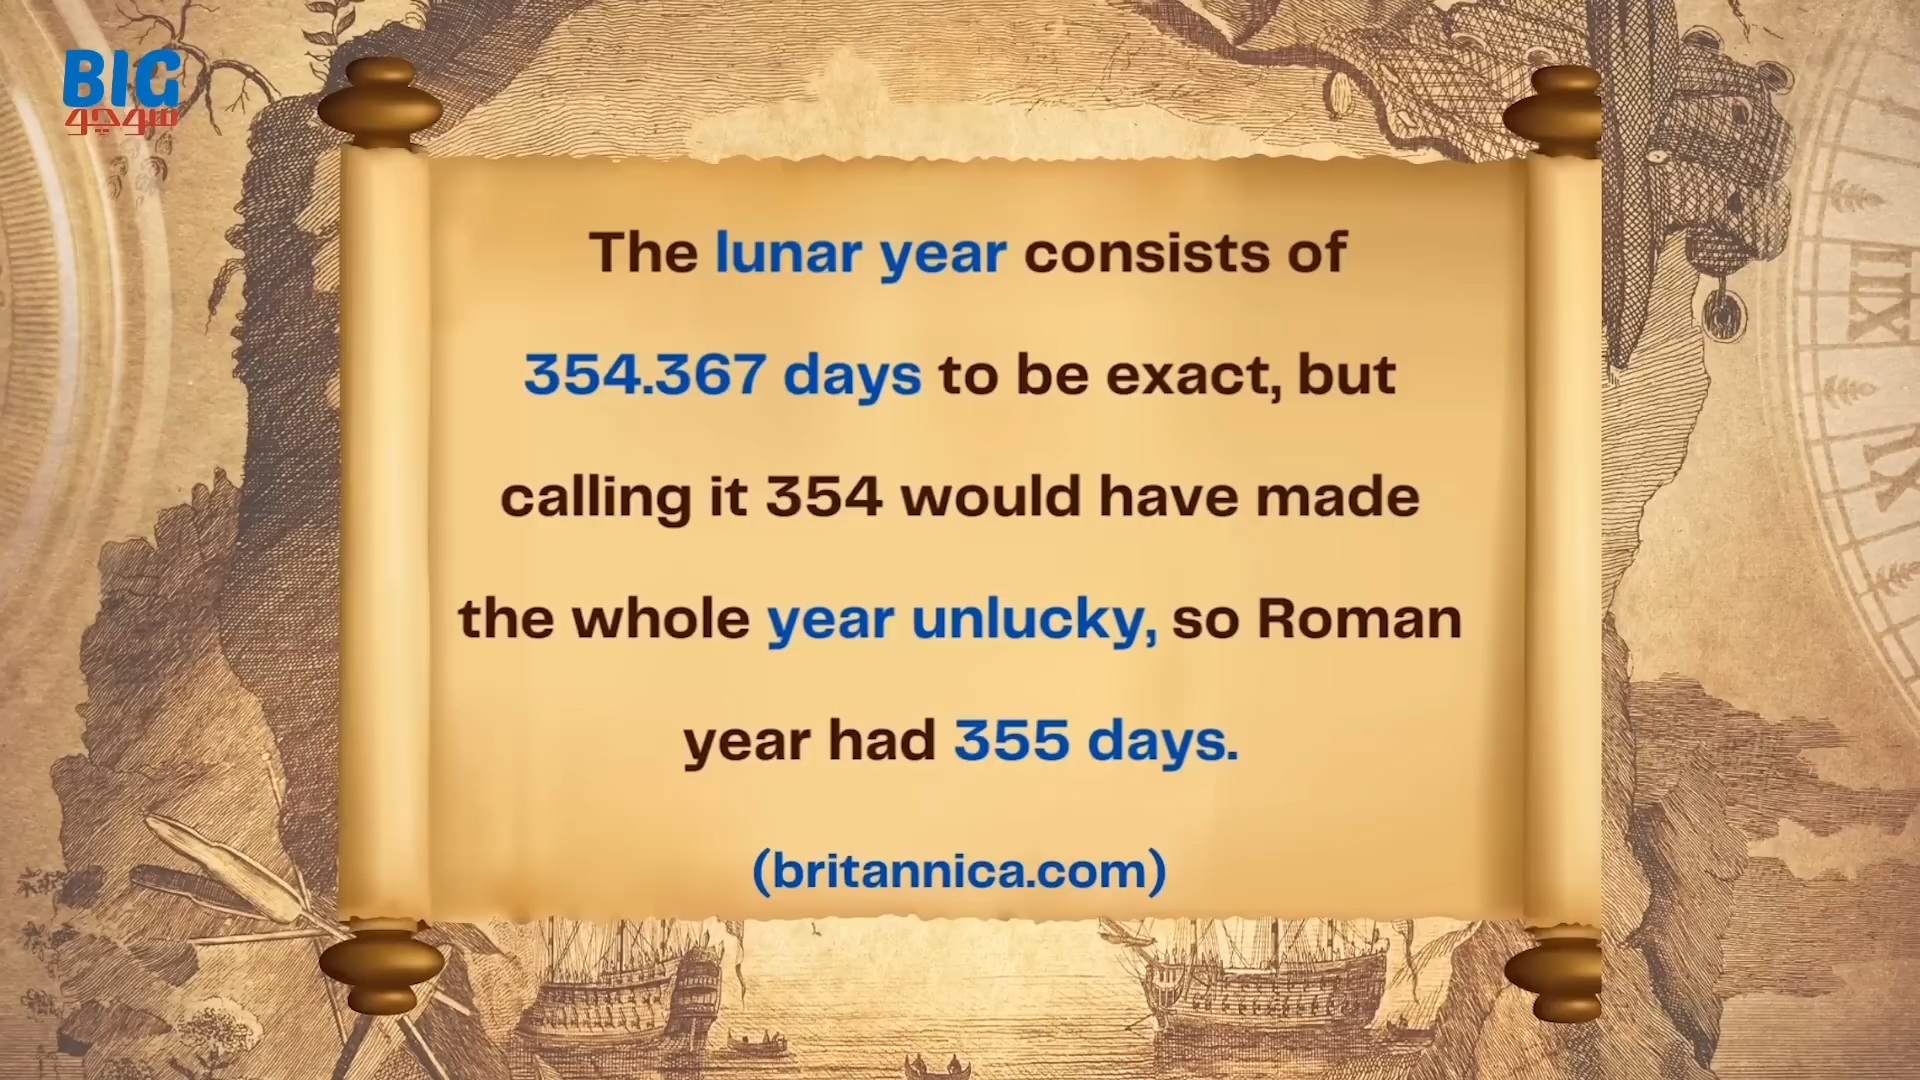 BIG
سوچو
The lunar year consists of
354.367 days to be exact, but
calling it 354 would have made
the whole year unlucky, so Roman
year had 355 days.
(britannica.com)
IX